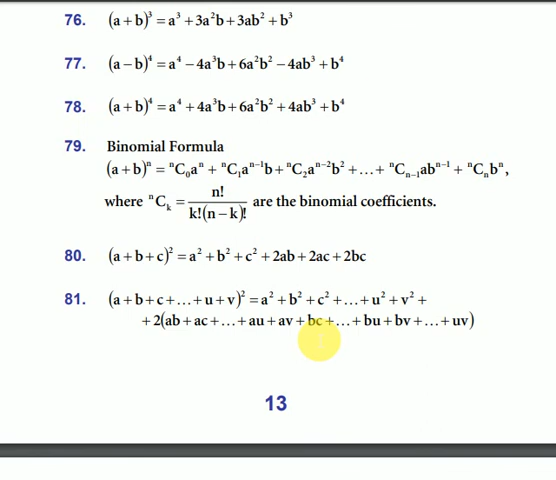 76. (a+b)³ = a³ + 3a²b + 3ab² + b³
77. (a−b)⁴ = a⁴ − 4a³b + 6a²b² − 4ab³ + b⁴
78. (a+b)⁴ = a⁴ + 4a³b + 6a²b² + 4ab³ + b⁴
79. Binomial Formula
(a+b)ⁿ = ⁿC₀aⁿ + ⁿC₁aⁿ⁻¹b + ⁿC₂aⁿ⁻²b² + ... + ⁿCₙ₋₁abⁿ⁻¹ + ⁿCₙbⁿ,
where ⁿCₖ = n! / k!(n−k)! are the binomial coefficients.
80. (a+b+c)² = a² + b² + c² + 2ab + 2ac + 2bc
81. (a+b+c+...+u+v)² = a² + b² + c² + ... + u² + v² +
+ 2(ab + ac + ... + au + av + bc + ... + bu + bv + ... + uv)
13